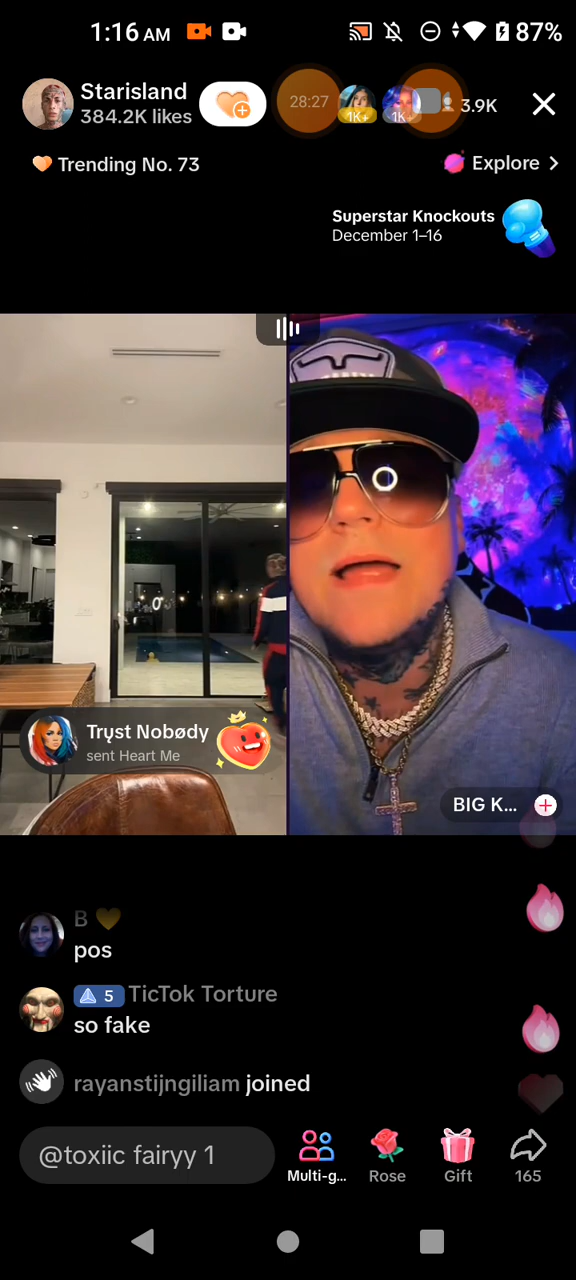 1:16 AM
87%
Starisland
384.2K likes
28:27
1K+
1K+
3.9K
Trending No. 73
Explore
Superstar Knockouts
December 1–16
Trყst Nobødy
sent Heart Me
BIG K...
B
pos
5 TicTok Torture
so fake
rayanstijngiliam joined
@toxiic fairyy 1
Multi-g...
Rose
Gift
165